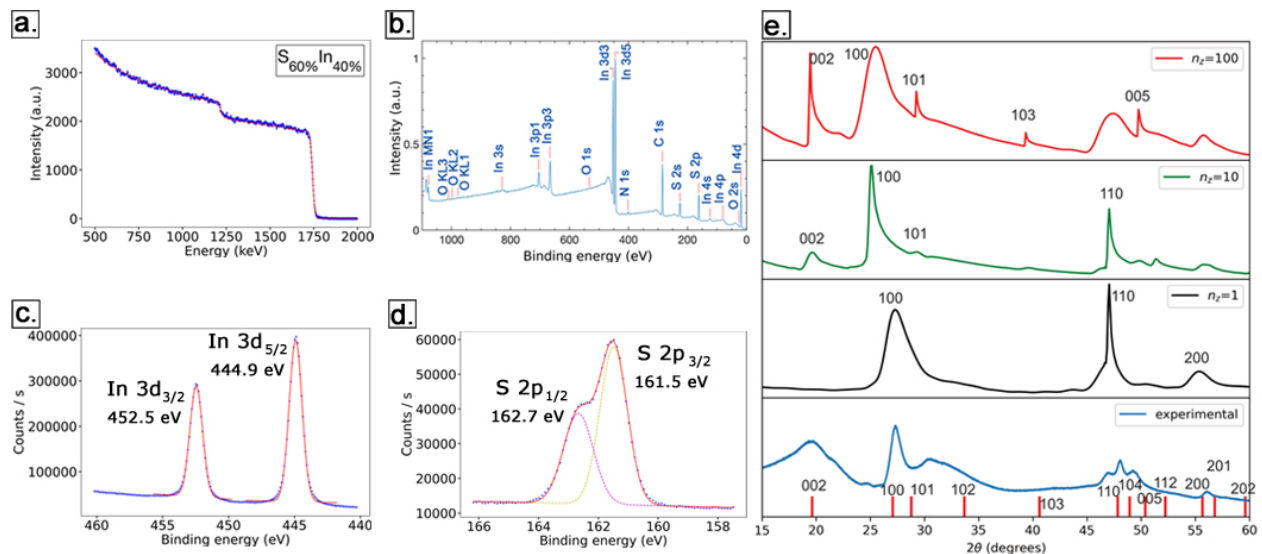 a.
S60%In40%
3000
2000
1000
0
Intensity (a.u.)
500 750 1000 1250 1500 1750 2000
Energy (keV)
b.
1
0.5
0
Intensity (a.u.)
In MN1
O KL3
O KL2
O KL1
In 3s
In 3p1
In 3p3
O 1s
In 3d3
In 3d5
N 1s
C 1s
S 2s
S 2p
In 4s
In 4p
O 2s
In 4d
1000 800 600 400 200 0
Binding energy (eV)
c.
400000
300000
200000
100000
Counts / s
In 3d3/2
452.5 eV
In 3d5/2
444.9 eV
460 455 450 445 440
Binding energy (eV)
d.
60000
50000
40000
30000
20000
10000
Counts / s
S 2p1/2
162.7 eV
S 2p3/2
161.5 eV
166 164 162 160 158
Binding energy (eV)
e.
nz=100
002 100 101 103 005
nz=10
002 100 101 110
nz=1
100 110 200
experimental
002 100 101 102 103 110 104 005 112 200 201 202
15 20 25 30 35 40 45 50 55 60
2θ (degrees)